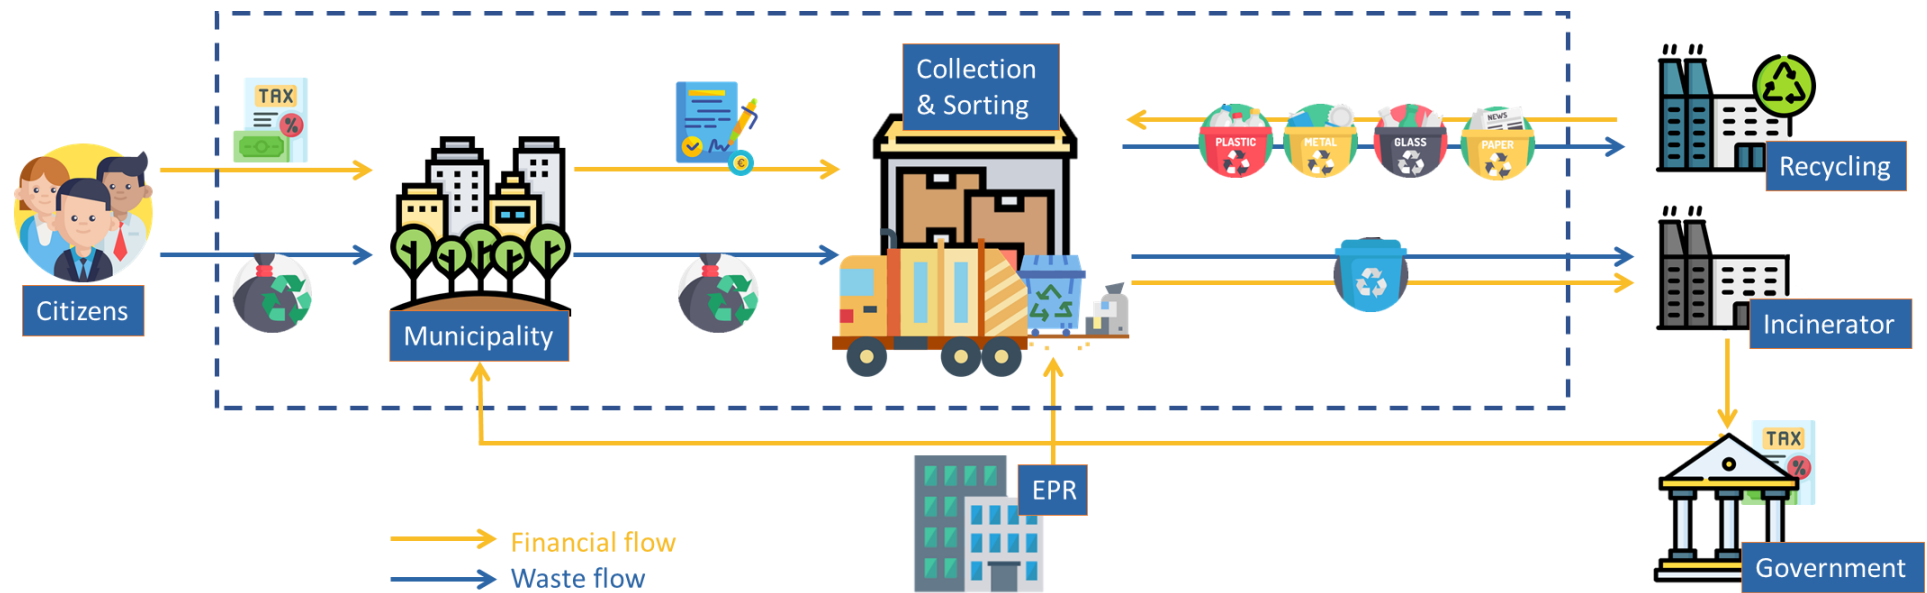 TAX
Collection
& Sorting
PLASTIC
METAL
GLASS
NEWS
PAPER
Recycling
Citizens
Municipality
Incinerator
TAX
EPR
Financial flow
Waste flow
Government